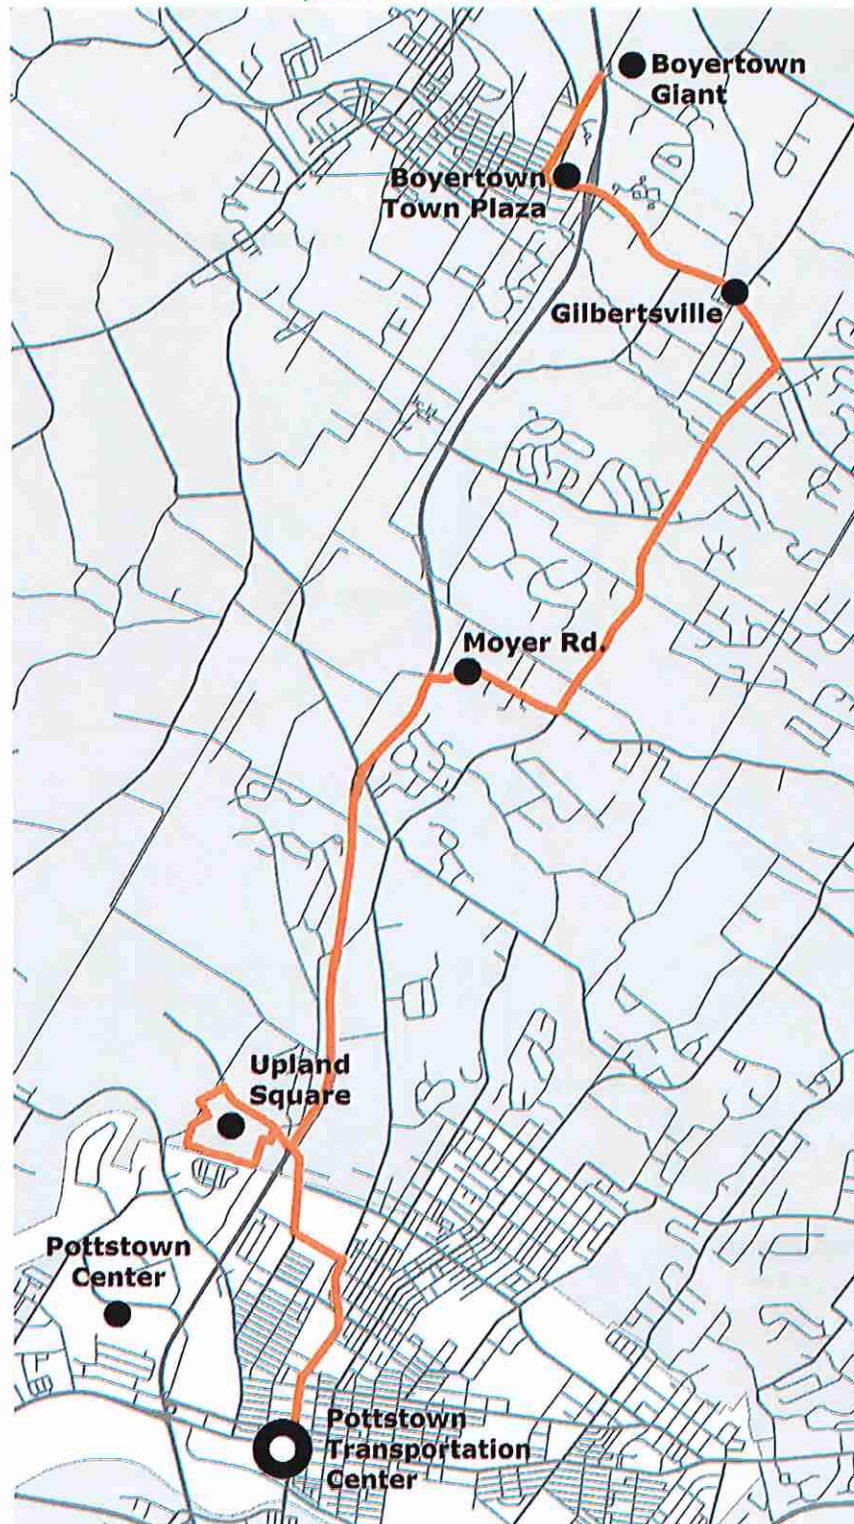 Boyertown
Giant
Boyertown
Town Plaza
Gilbertsville
Moyer Rd.
Upland
Square
Pottstown
Center
Pottstown
Transportation
Center